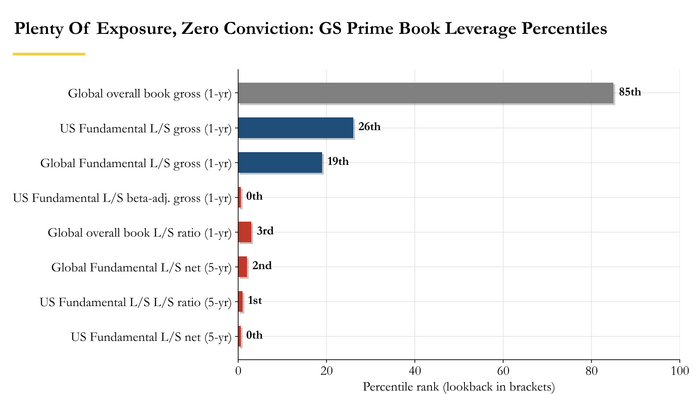 Plenty Of Exposure, Zero Conviction: GS Prime Book Leverage Percentiles
Global overall book gross (1-yr) 85th
US Fundamental L/S gross (1-yr) 26th
Global Fundamental L/S gross (1-yr) 19th
US Fundamental L/S beta-adj. gross (1-yr) 0th
Global overall book L/S ratio (1-yr) 3rd
Global Fundamental L/S net (5-yr) 2nd
US Fundamental L/S L/S ratio (5-yr) 1st
US Fundamental L/S net (5-yr) 0th
0 20 40 60 80 100
Percentile rank (lookback in brackets)